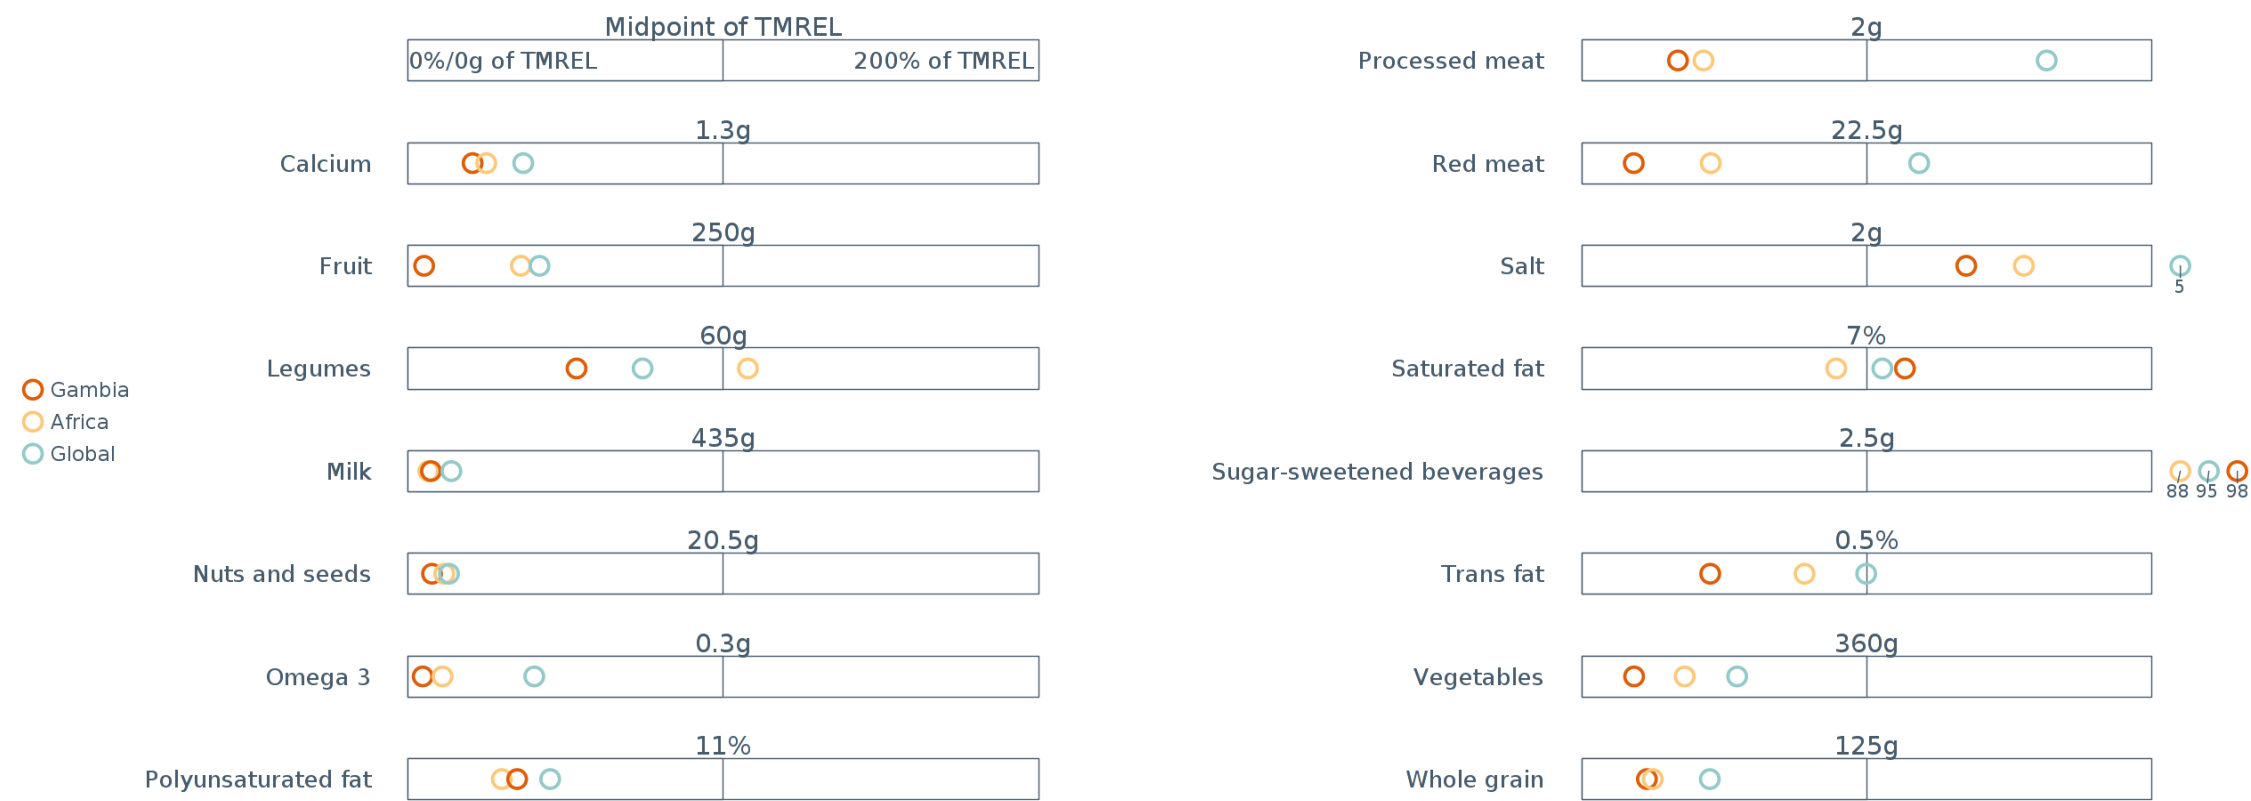 Midpoint of TMREL
0%/0g of TMREL
200% of TMREL
1.3g
Calcium
250g
Fruit
60g
Legumes
435g
Milk
20.5g
Nuts and seeds
0.3g
Omega 3
11%
Polyunsaturated fat
Gambia
Africa
Global
2g
Processed meat
22.5g
Red meat
2g
Salt
5
7%
Saturated fat
2.5g
Sugar-sweetened beverages
88 95 98
0.5%
Trans fat
360g
Vegetables
125g
Whole grain